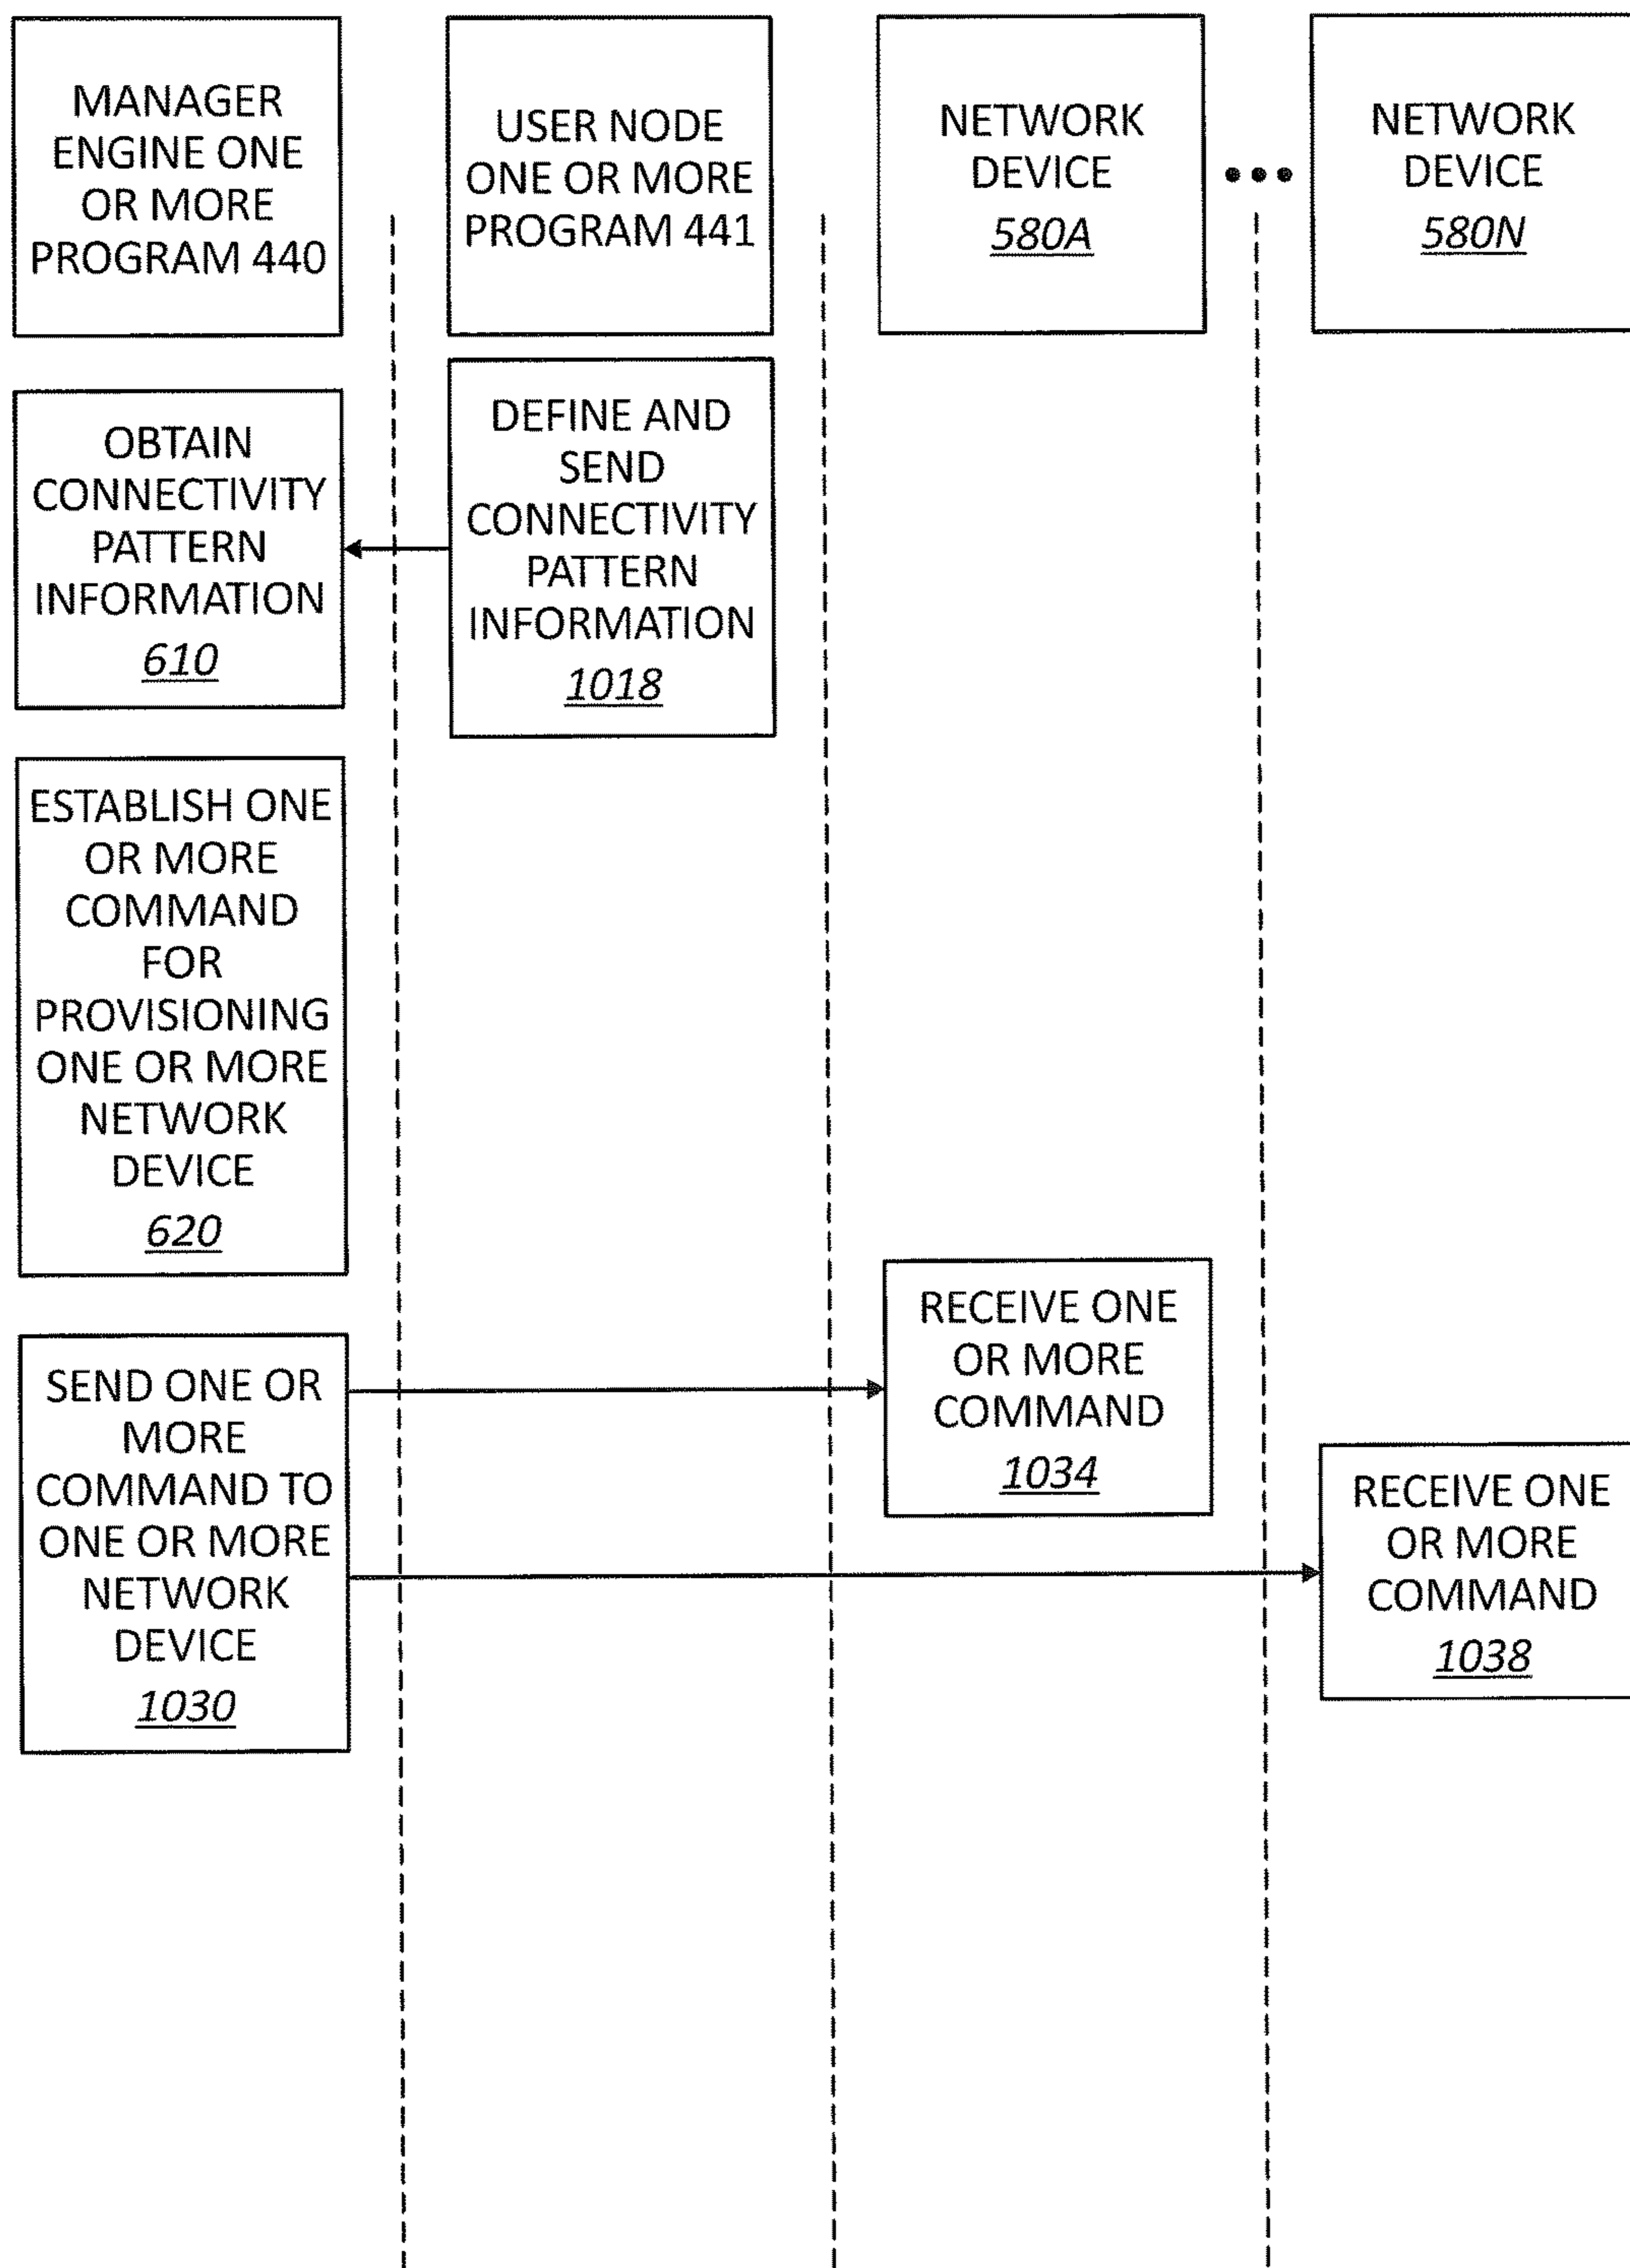 MANAGER
ENGINE ONE
OR MORE
PROGRAM 440
USER NODE
ONE OR MORE
PROGRAM 441
NETWORK
DEVICE
580A
NETWORK
DEVICE
580N
OBTAIN
CONNECTIVITY
PATTERN
INFORMATION
610
DEFINE AND
SEND
CONNECTIVITY
PATTERN
INFORMATION
1018
ESTABLISH ONE
OR MORE
COMMAND
FOR
PROVISIONING
ONE OR MORE
NETWORK
DEVICE
620
SEND ONE OR
MORE
COMMAND TO
ONE OR MORE
NETWORK
DEVICE
1030
RECEIVE ONE
OR MORE
COMMAND
1034
RECEIVE ONE
OR MORE
COMMAND
1038